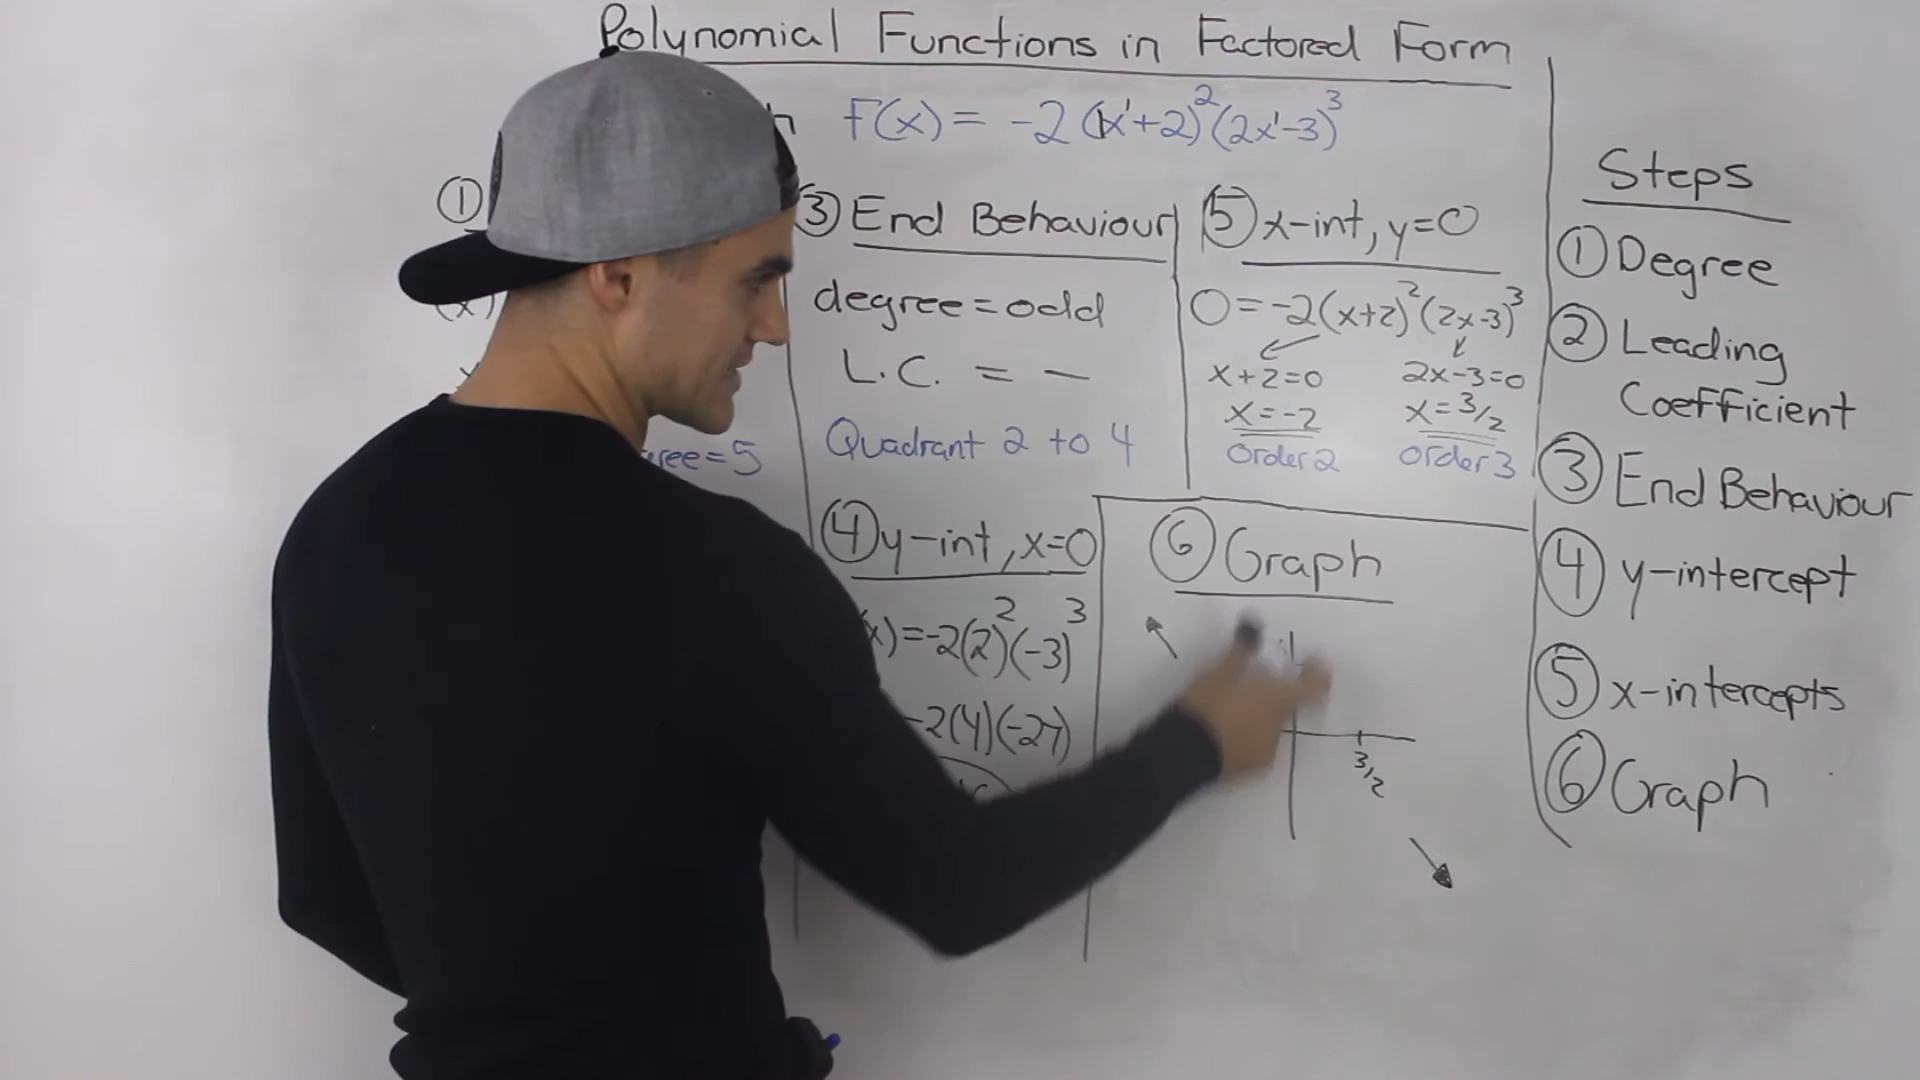 Polynomial Functions in Factored Form
F(x) = -2(x¹+2)²(2x¹-3)³
①
(x)
degree=5
③ End Behaviour
degree = odd
L.C. = -
Quadrant 2 to 4
④ y-int, x=0
x) = -2(2)²(-3)³
-2(4)(-27)
⑤ x-int, y=0
0=-2(x+2)²(2x-3)³
x+2=0 2x-3=0
x=-2 x=3/2
order 2 order 3
⑥ Graph
3/2
Steps
① Degree
② Leading
Coefficient
③ End Behaviour
④ y-intercept
⑤ x-intercepts
⑥ Graph